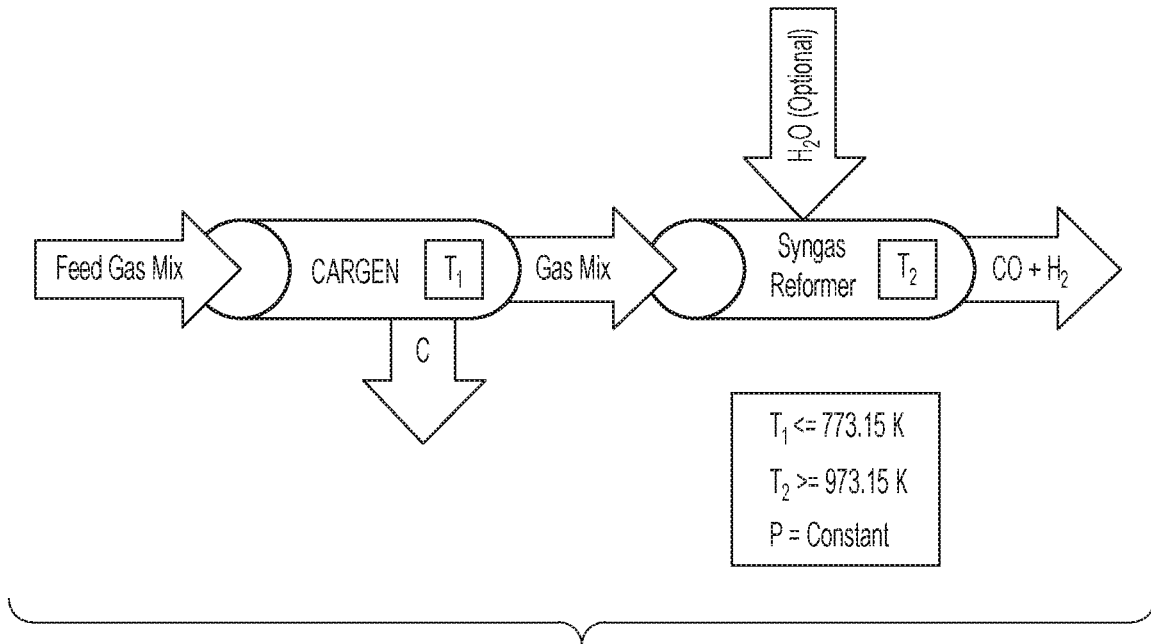 H₂O (Optional)
Feed Gas Mix
CARGEN
T₁
Gas Mix
Syngas
Reformer
T₂
CO + H₂
C
T₁ <= 773.15 K
T₂ >= 973.15 K
P = Constant